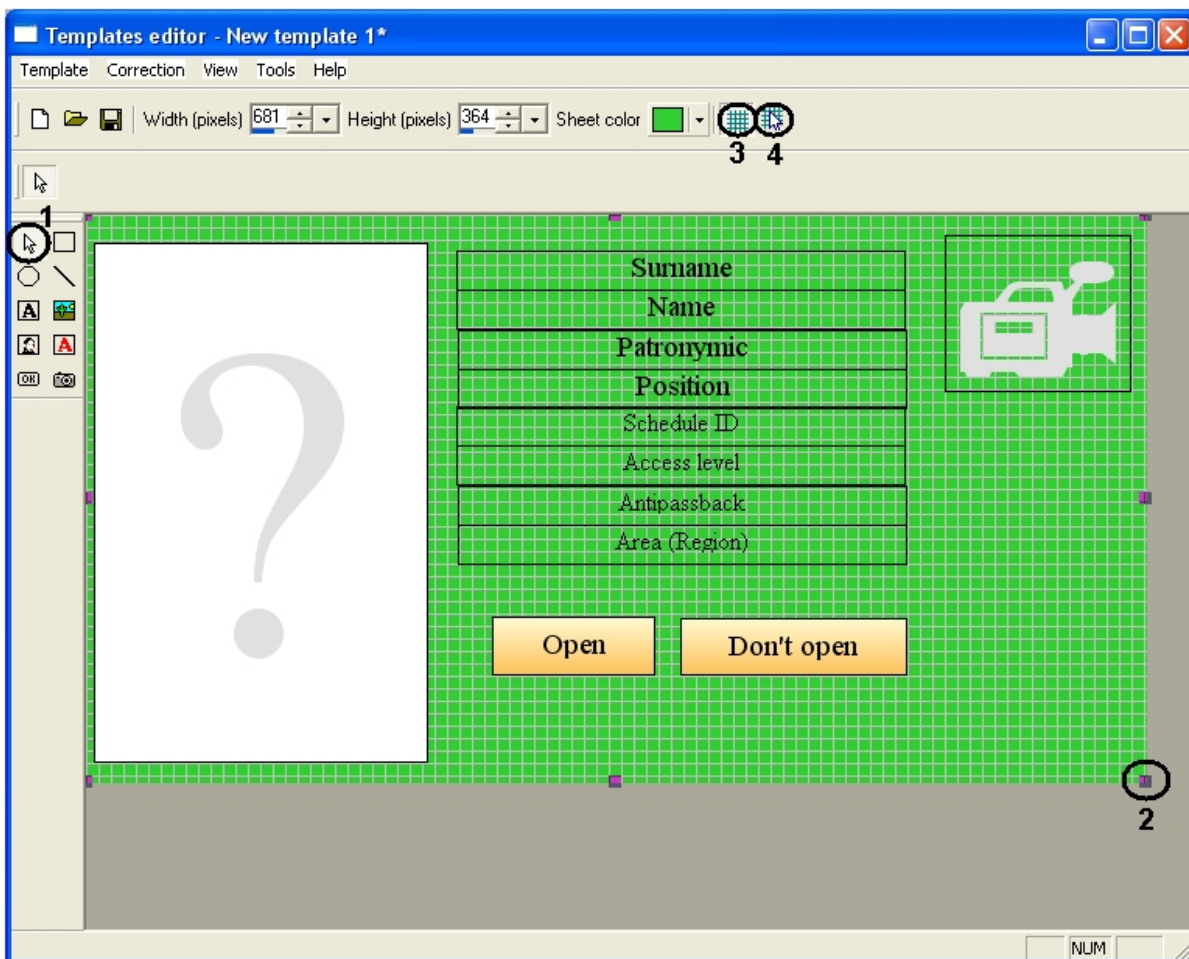 Templates editor - New template 1*
Template Correction View Tools Help
Width (pixels) 681 Height (pixels) 364 Sheet color
3 4
1
A
A
OK
Surname
Name
Patronymic
Position
Schedule ID
Access level
Antipassback
Area (Region)
?
Open Don't open
2
NUM